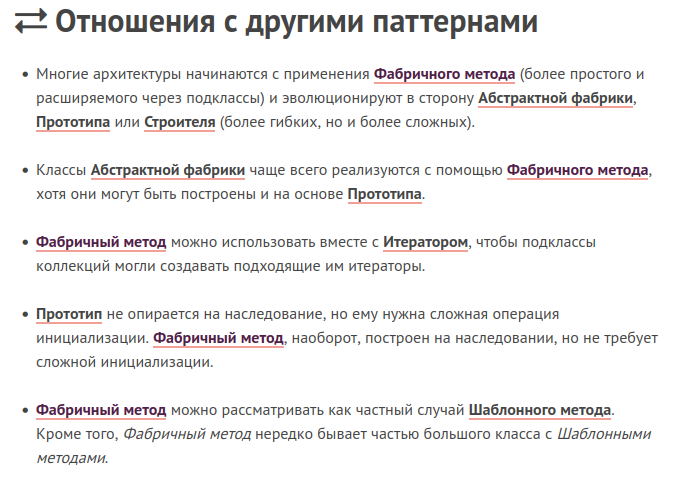 Отношения с другими паттернами
• Многие архитектуры начинаются с применения Фабричного метода (более простого и
расширяемого через подклассы) и эволюционируют в сторону Абстрактной фабрики,
Прототипа или Строителя (более гибких, но и более сложных).
• Классы Абстрактной фабрики чаще всего реализуются с помощью Фабричного метода,
хотя они могут быть построены и на основе Прототипа.
• Фабричный метод можно использовать вместе с Итератором, чтобы подклассы
коллекций могли создавать подходящие им итераторы.
• Прототип не опирается на наследование, но ему нужна сложная операция
инициализации. Фабричный метод, наоборот, построен на наследовании, но не требует
сложной инициализации.
• Фабричный метод можно рассматривать как частный случай Шаблонного метода.
Кроме того, Фабричный метод нередко бывает частью большого класса с Шаблонными
методами.